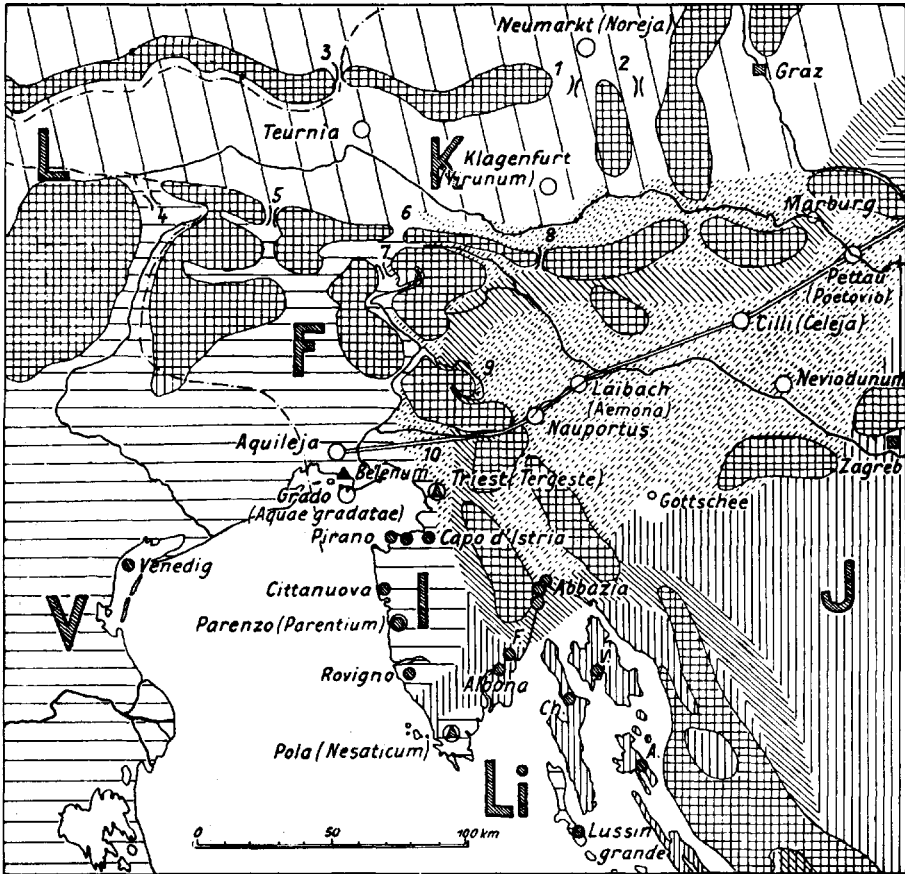 Neumarkt (Noreja)
3
1
2
Graz
Teurnia
L
K
Klagenfurt
(Virunum)
4
5
6
7
8
Marburg
Pettau
(Poetovio)
F
Cilli (Celeja)
9
Laibach
(Aemona)
Neviodunum
Nauportus
Aquileja
10
Zagreb
Belenum
Triest (Tergeste)
Grado
(Aquae gradatae)
Gottschee
Pirano
Capo d'Istria
Venedig
Cittanuova
I
Abbazia
J
V
Parenzo (Parentium)
F.
Rovigno
Albona
V.
Ch.
Pola (Nesaticum)
A.
Li
0 50 100 km
Lussin
grande